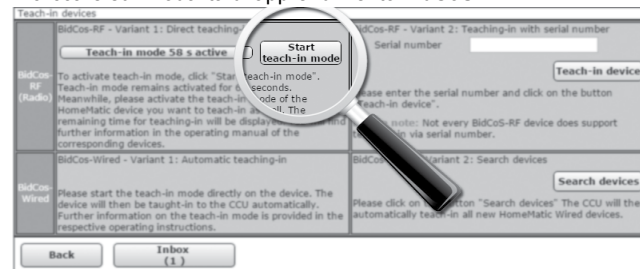 Teach-in devices
BidCos-RF (Radio)
BidCos-RF - Variant 1: Direct teaching-
Teach-in mode 58 s active
Start teach-in mode
To activate teach-in mode, click "Star teach-in mode".
Teach-in mode remains activated for 6 seconds.
Meanwhile, please activate the teach-in mode of the
HomeMatic device you want to teach-in as well. The
remaining time for teaching-in will be displayed. and
further information in the operating manual of the
corresponding devices.
BidCos-RF - Variant 2: Teaching-in with serial number
Serial number
Teach-in device
ase enter the serial number and click on the button
"Teach-in device".
note: Not every BidCoS-RF device does support
in via serial number.
BidCos-Wired
BidCos-Wired - Variant 1: Automatic teaching-in
Please start the teach-in mode directly on the device. The
device will then be taught-in to the CCU automatically.
Further information on the teach-in mode is provided in the
respective operating instructions.
BidCos Variant 2: Search devices
Search devices
Please click on tton "Search devices" The CCU will the
automatically teach-in all new HomeMatic Wired devices.
Back
Inbox
(1 )